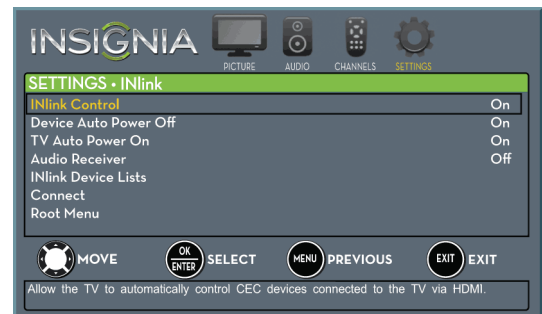 INSIGNIA
PICTURE AUDIO CHANNELS SETTINGS
SETTINGS • INlink
INlink Control On
Device Auto Power Off On
TV Auto Power On On
Audio Receiver Off
INlink Device Lists
Connect
Root Menu
MOVE OK ENTER SELECT MENU PREVIOUS EXIT EXIT
Allow the TV to automatically control CEC devices connected to the TV via HDMI.